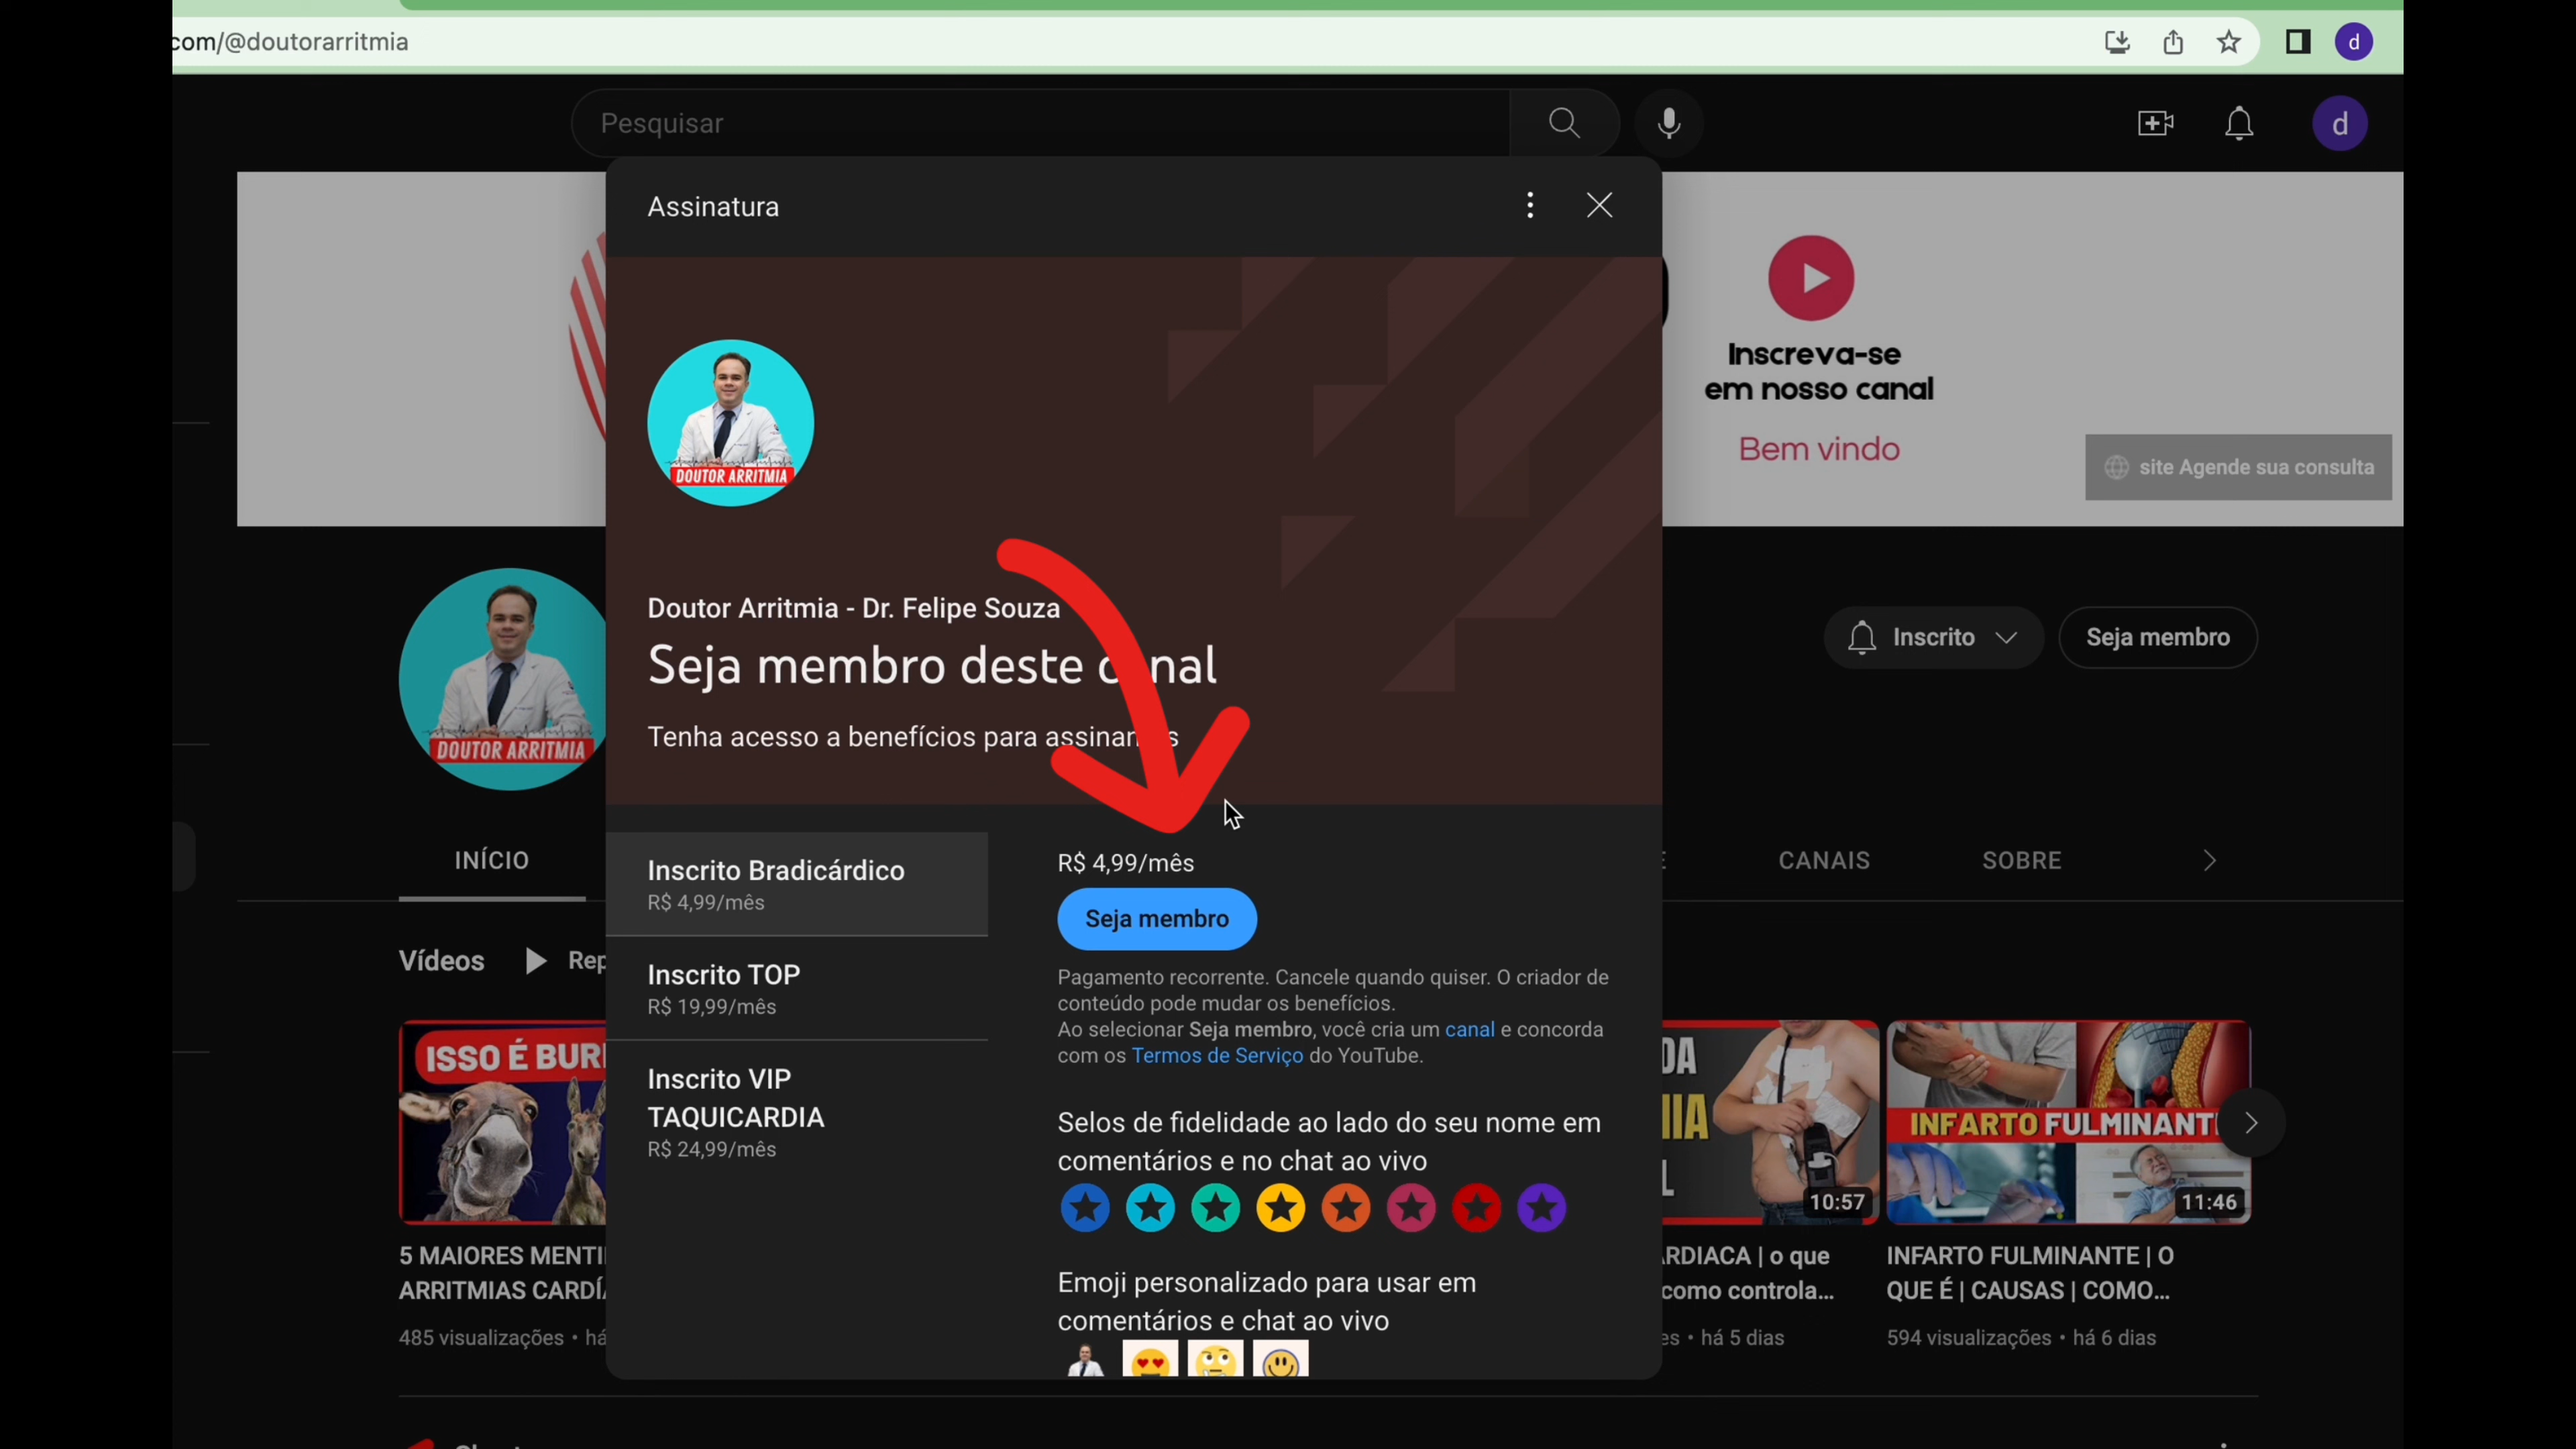 com/@doutorarritmia
d
Pesquisar
d
Assinatura
Inscreva-se
em nosso canal
Bem vindo
site Agende sua consulta
DOUTOR ARRITMIA
Doutor Arritmia - Dr. Felipe Souza
Seja membro deste canal
Tenha acesso a benefícios para assinantes
DOUTOR ARRITMIA
Inscrito
Seja membro
INÍCIO
CANAIS
SOBRE
Inscrito Bradicárdico
R$ 4,99/mês
Inscrito TOP
R$ 19,99/mês
Inscrito VIP
TAQUICARDIA
R$ 24,99/mês
R$ 4,99/mês
Seja membro
Pagamento recorrente. Cancele quando quiser. O criador de
conteúdo pode mudar os benefícios.
Ao selecionar Seja membro, você cria um canal e concorda
com os Termos de Serviço do YouTube.
Selos de fidelidade ao lado do seu nome em
comentários e no chat ao vivo
Emoji personalizado para usar em
comentários e chat ao vivo
Vídeos
Rep
ISSO É BURR
5 MAIORES MENTI
ARRITMIAS CARDÍA
485 visualizações • há
DA
IIA
L
10:57
RDIACA | o que
como controla...
es • há 5 dias
INFARTO FULMINANT
11:46
INFARTO FULMINANTE | O
QUE É | CAUSAS | COMO...
594 visualizações • há 6 dias